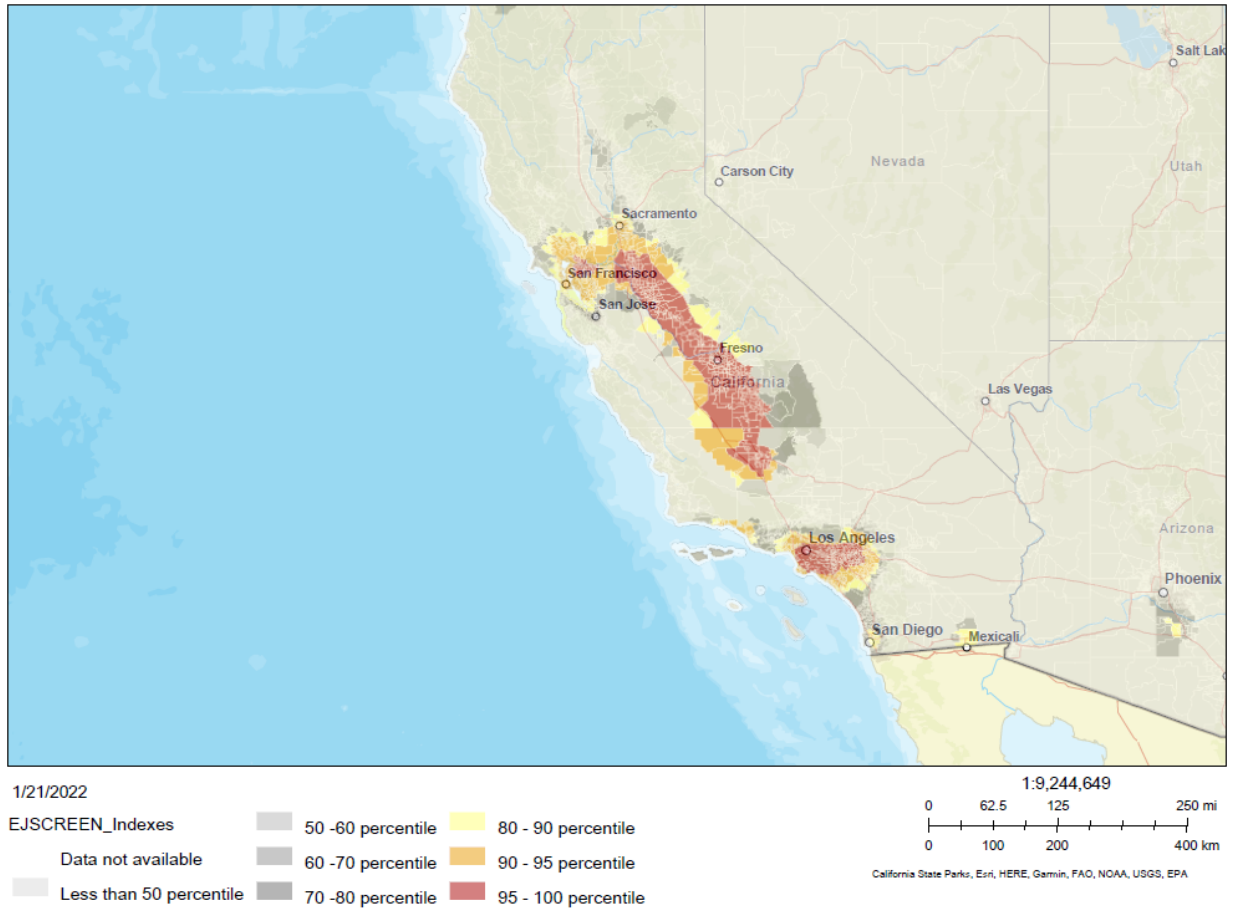 Salt Lak
Nevada
Utah
Carson City
Sacramento
San Francisco
San Jose
Fresno
California
Las Vegas
Arizona
Los Angeles
Phoenix
San Diego
Mexicali
1/21/2022
EJSCREEN_Indexes
Data not available
Less than 50 percentile
50 -60 percentile
60 -70 percentile
70 -80 percentile
80 - 90 percentile
90 - 95 percentile
95 - 100 percentile
1:9,244,649
0 62.5 125 250 mi
0 100 200 400 km
California State Parks, Esri, HERE, Garmin, FAO, NOAA, USGS, EPA